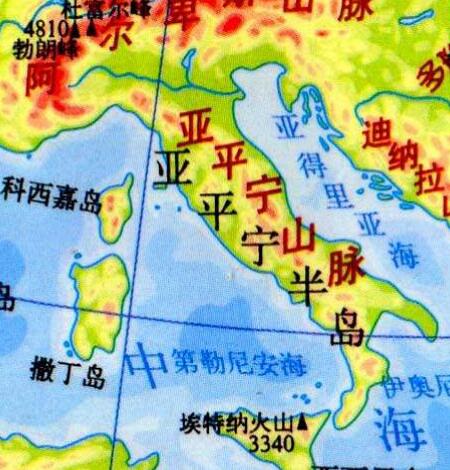 杜富尔峰
4810
勃朗峰
阿
尔
卑
山
脉
多
亚平宁山脉
亚平宁半岛
亚得里亚海
迪纳拉山
科西嘉岛
岛
撒丁岛
中
第勒尼安海
伊奥尼
海
埃特纳火山
3340